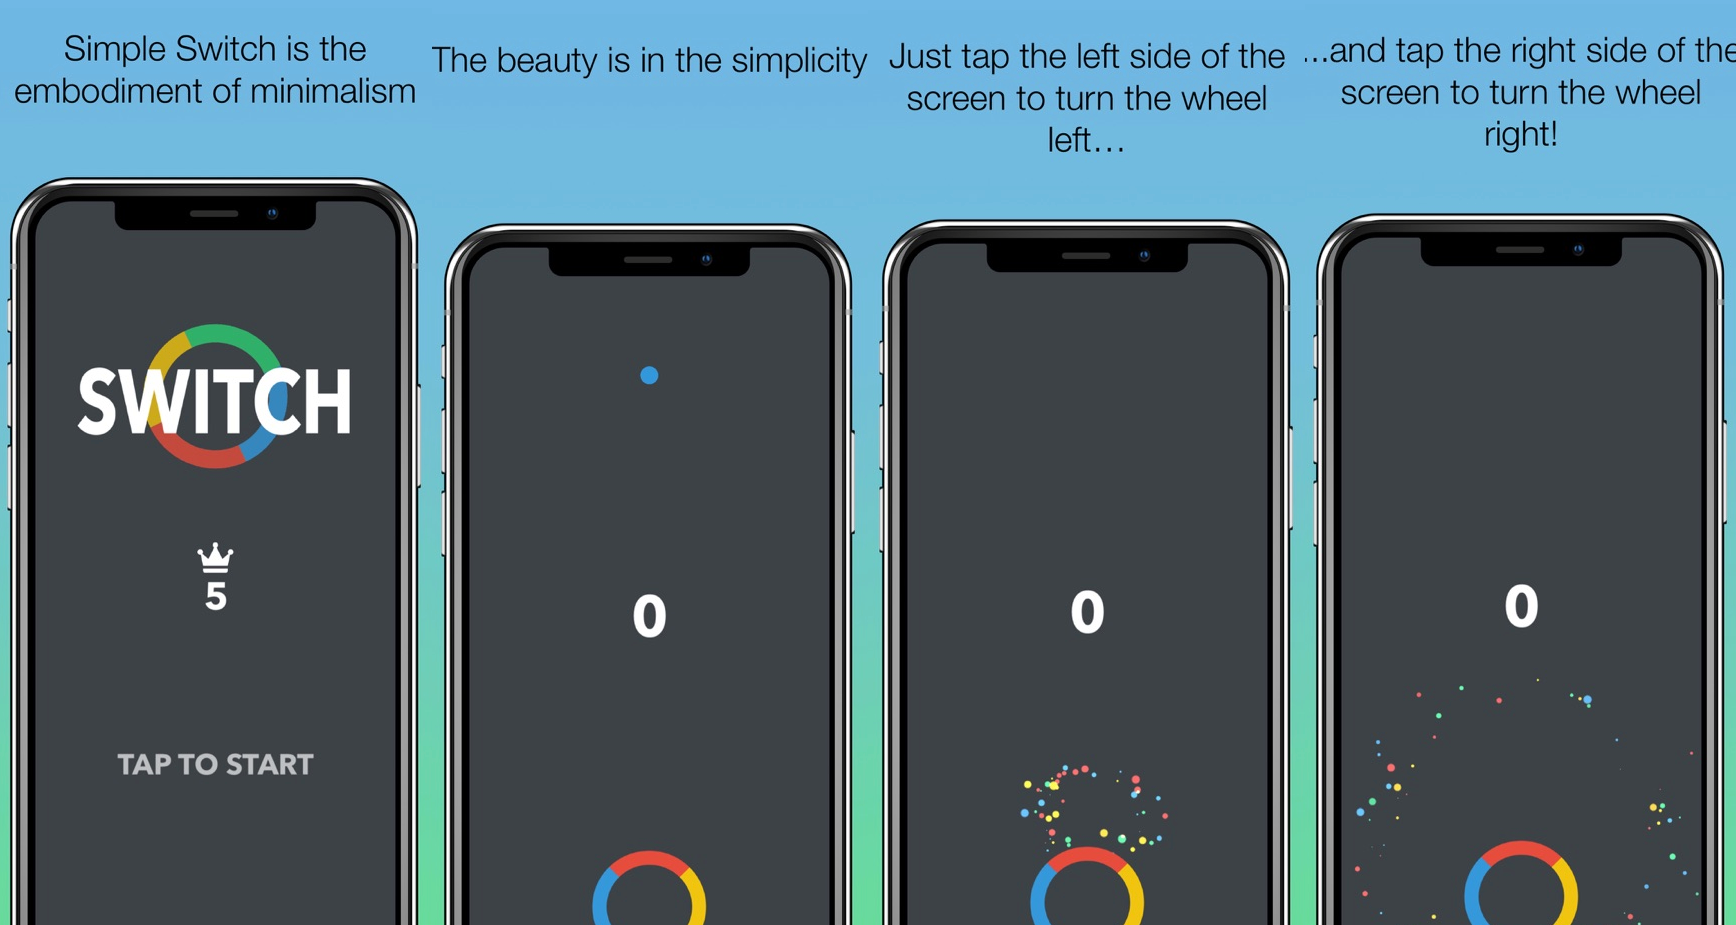 Simple Switch is the
embodiment of minimalism
SWITCH
5
TAP TO START
The beauty is in the simplicity
0
Just tap the left side of the
screen to turn the wheel
left...
0
...and tap the right side of the
screen to turn the wheel
right!
0